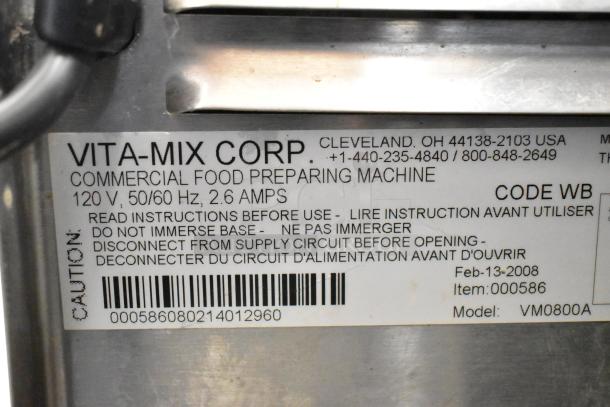 VITA-MIX CORP. CLEVELAND, OH 44138-2103 USA
+1-440-235-4840 / 800-848-2649
COMMERCIAL FOOD PREPARING MACHINE
120 V, 50/60 Hz, 2.6 AMPS
CODE WB
CAUTION:
READ INSTRUCTIONS BEFORE USE - LIRE INSTRUCTION AVANT UTILISER
DO NOT IMMERSE BASE - NE PAS IMMERGER
DISCONNECT FROM SUPPLY CIRCUIT BEFORE OPENING -
DECONNECTER DU CIRCUIT D'ALIMENTATION AVANT D'OUVRIR
Feb-13-2008
Item:000586
000586080214012960
Model: VM0800A